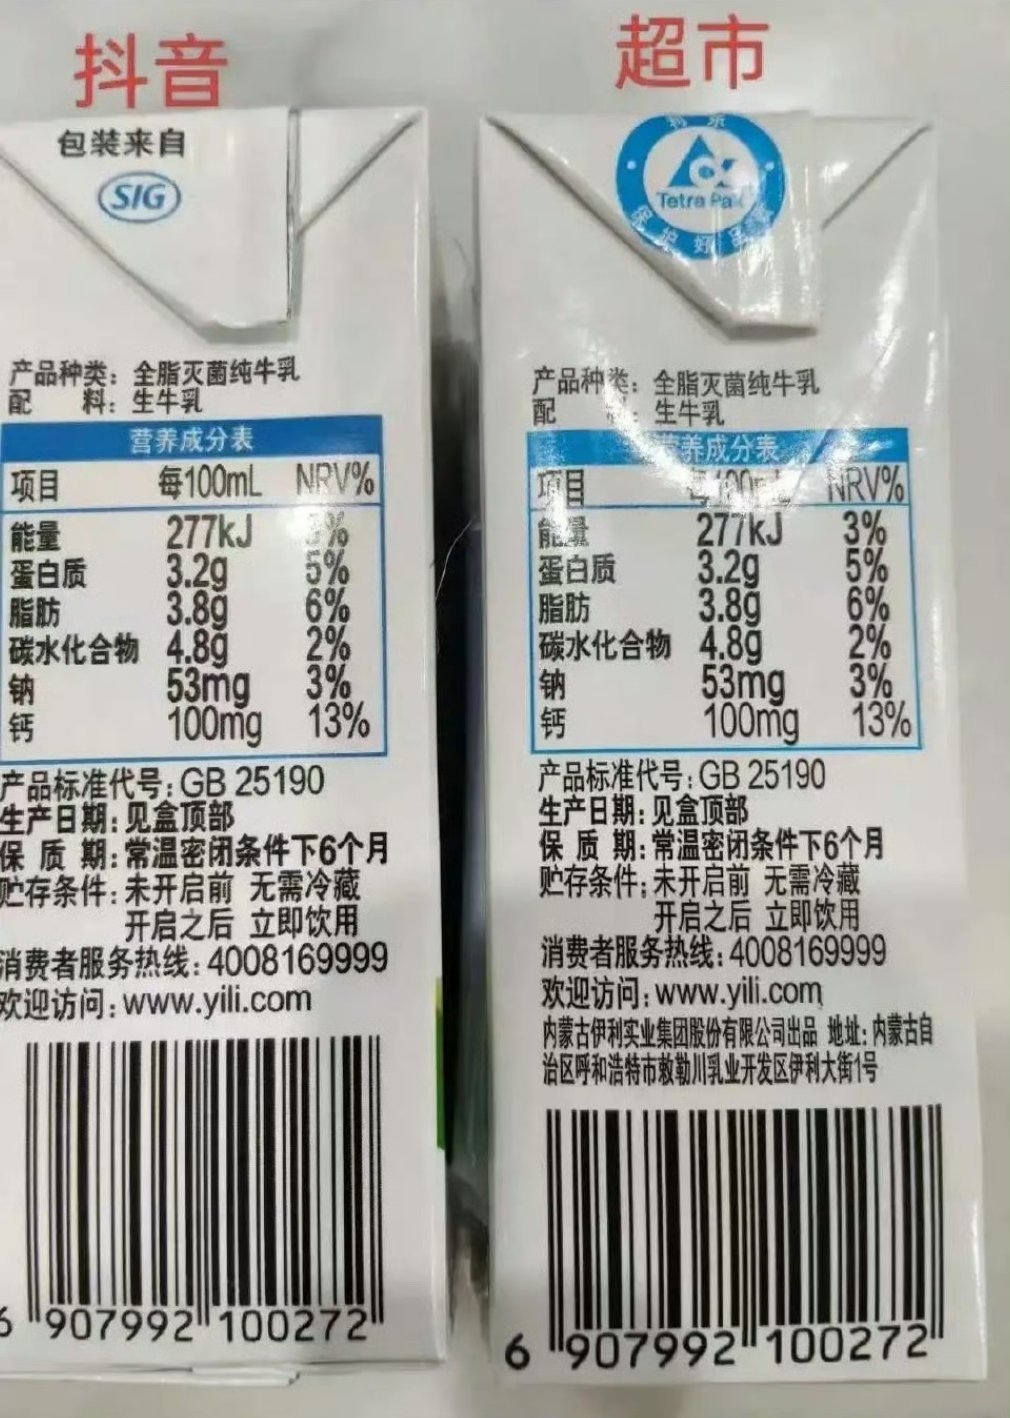 抖音
包装来自
SIG
产品种类：全脂灭菌纯牛乳
配 料：生牛乳
营养成分表
项目 每100mL NRV%
能量 277kJ 3%
蛋白质 3.2g 5%
脂肪 3.8g 6%
碳水化合物 4.8g 2%
钠 53mg 3%
钙 100mg 13%
产品标准代号：GB 25190
生产日期：见盒顶部
保 质 期：常温密闭条件下6个月
贮存条件：未开启前 无需冷藏
开启之后 立即饮用
消费者服务热线：4008169999
欢迎访问：www.yili.com
6 907992 100272
超市
Tetra Pak
产品种类：全脂灭菌纯牛乳
配 ：生牛乳
营养成分表
项目 每100mL NRV%
能量 277kJ 3%
蛋白质 3.2g 5%
脂肪 3.8g 6%
碳水化合物 4.8g 2%
钠 53mg 3%
钙 100mg 13%
产品标准代号：GB 25190
生产日期：见盒顶部
保 质 期：常温密闭条件下6个月
贮存条件：未开启前 无需冷藏
开启之后 立即饮用
消费者服务热线：4008169999
欢迎访问：www.yili.com
内蒙古伊利实业集团股份有限公司出品 地址：内蒙古自
治区呼和浩特市敕勒川乳业开发区伊利大街1号
6 907992 100272